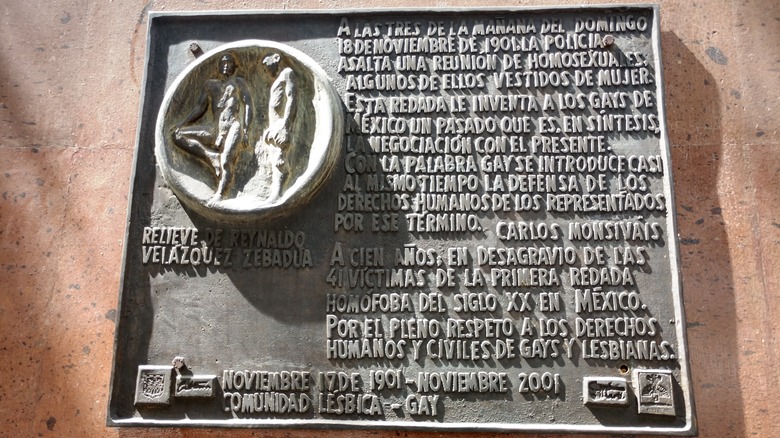 A LAS TRES DE LA MAÑANA DEL DOMINGO
18 DE NOVIEMBRE DE 1901 LA POLICIA
ASALTA UNA REUNIÓN DE HOMOSEXUALES,
ALGUNOS DE ELLOS VESTIDOS DE MUJER.
ESTA REDADA LE INVENTA A LOS GAYS DE
MÉXICO UN PASADO QUE ES, EN SÍNTESIS,
LA NEGOCIACIÓN CON EL PRESENTE.
CON LA PALABRA GAY SE INTRODUCE CASI
AL MISMO TIEMPO LA DEFENSA DE LOS
DERECHOS HUMANOS DE LOS REPRESENTADOS
POR ESE TÉRMINO.
CARLOS MONSIVÁIS
RELIEVE DE REYNALDO
VELÁZQUEZ ZEBADUA
A CIEN AÑOS, EN DESAGRAVIO DE LAS
41 VÍCTIMAS DE LA PRIMERA REDADA
HOMÓFOBA DEL SIGLO XX EN MÉXICO.
POR EL PLENO RESPETO A LOS DERECHOS
HUMANOS Y CIVILES DE GAYS Y LESBIANAS.
NOVIEMBRE 17 DE 1901 - NOVIEMBRE 2001
COMUNIDAD LÉSBICA - GAY